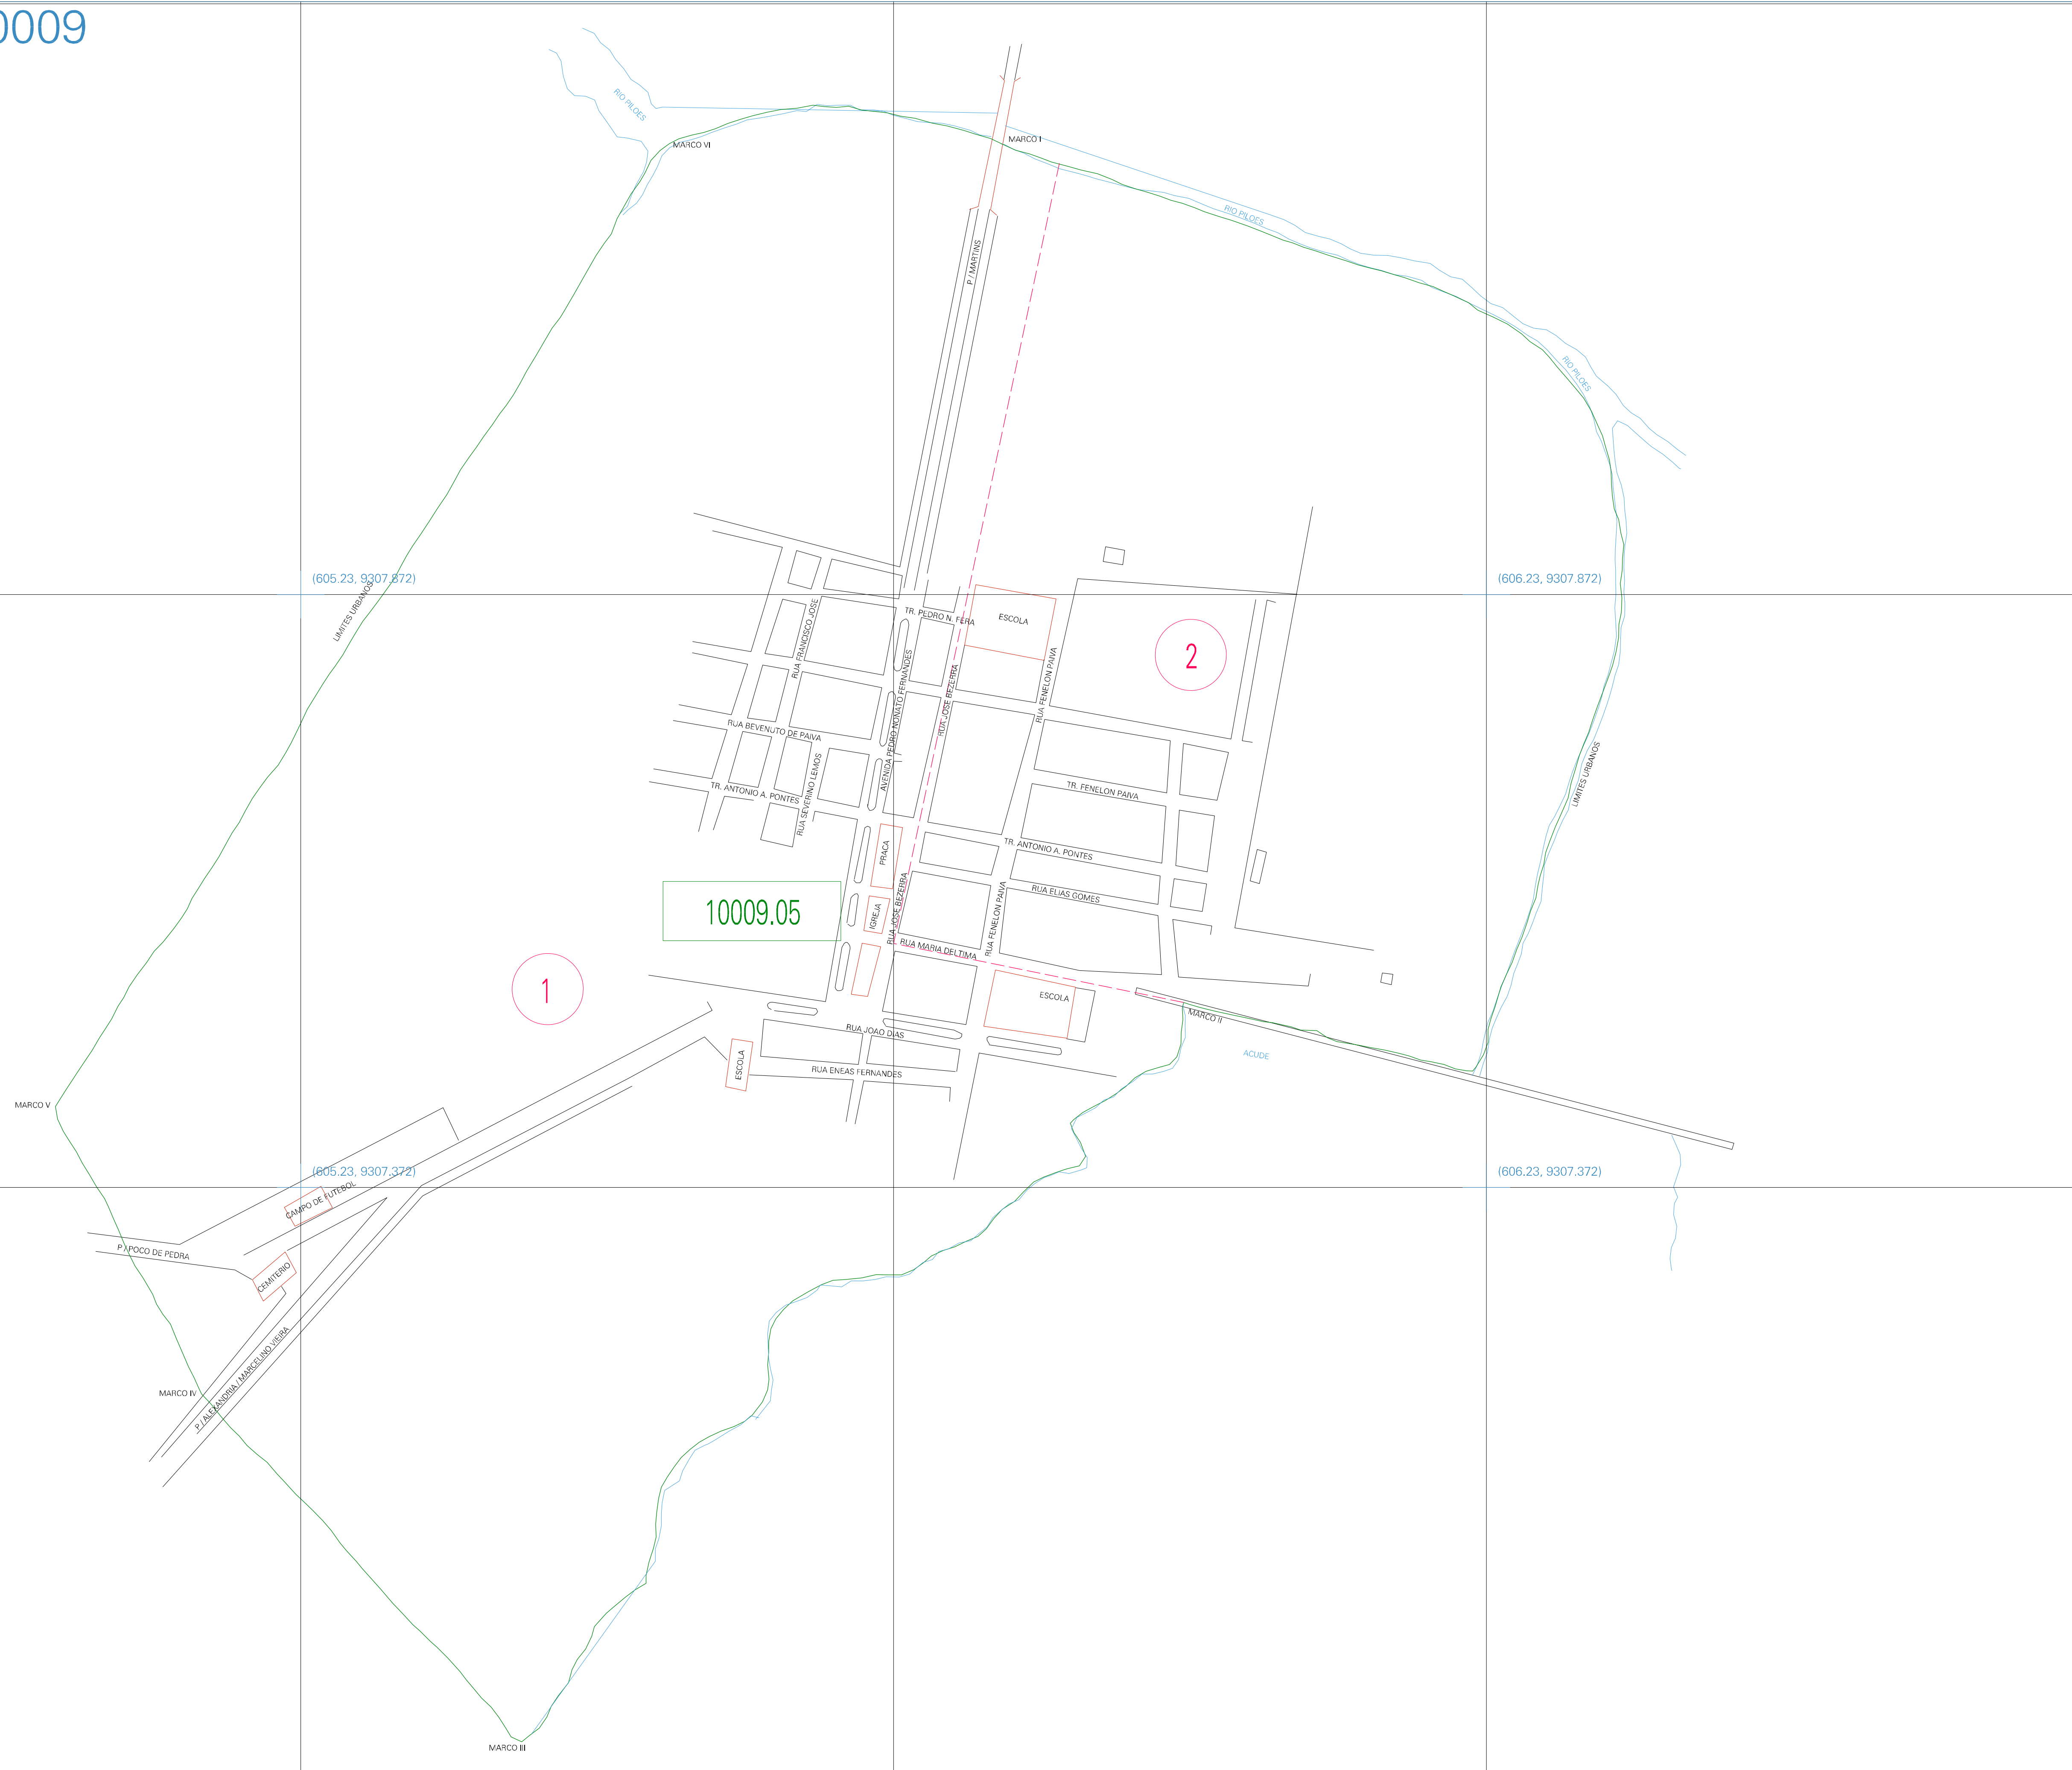 0009
RIO PILOES
MARCO VI
MARCO I
RIO PILOES
P / MARTINS
RIO PILOES
(605.23, 9307.872)
(606.23, 9307.872)
LIMITES URBANOS
TR. PEDRO N. FERA
ESCOLA
RUA FRANCISCO JOSE
2
AVENIDA PEDRO NONATO FERNANDES
RUA JOSE BEZERRA
RUA FENELON PAIVA
RUA BEVENUTO DE PAIVA
LIMITES URBANOS
TR. ANTONIO A. PONTES
RUA SEVERINO LEMOS
TR. FENELON PAIVA
PRACA
TR. ANTONIO A. PONTES
RUA ELIAS GOMES
10009.05
IGREJA
RUA JOSE BEZERRA
RUA FENELON PAIVA
RUA MARIA DELTIMA
1
ESCOLA
MARCO II
RUA JOAO DIAS
ACUDE
ESCOLA
RUA ENEAS FERNANDES
MARCO V
(605.23, 9307.372)
(606.23, 9307.372)
CAMPO DE FUTEBOL
P / POCO DE PEDRA
CEMITERIO
P / ALEXANDRIA / MARCELINO VIEIRA
MARCO IV
MARCO III